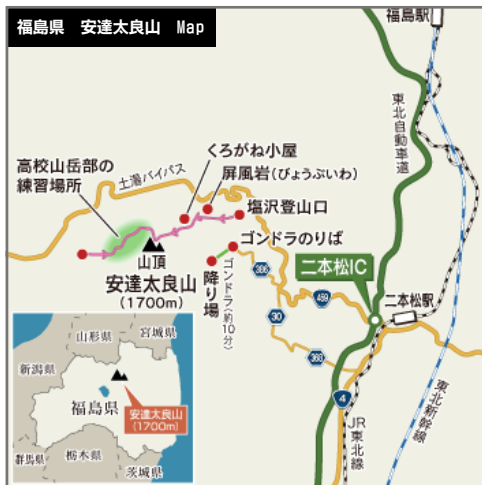 福島県　安達太良山　Map
福島駅
東北自動車道
くろがね小屋
屏風岩（びょうぶいわ）
高校山岳部の
練習場所
土湯バイパス
塩沢登山口
ゴンドラのりば
山頂
安達太良山
（1700m）
降り場
ゴンドラ（約10分）
386
30
459
368
二本松IC
二本松駅
4
JR東北線
東北新幹線
山形県
宮城県
新潟県
福島県
安達太良山
（1700m）
群馬県
栃木県
茨城県